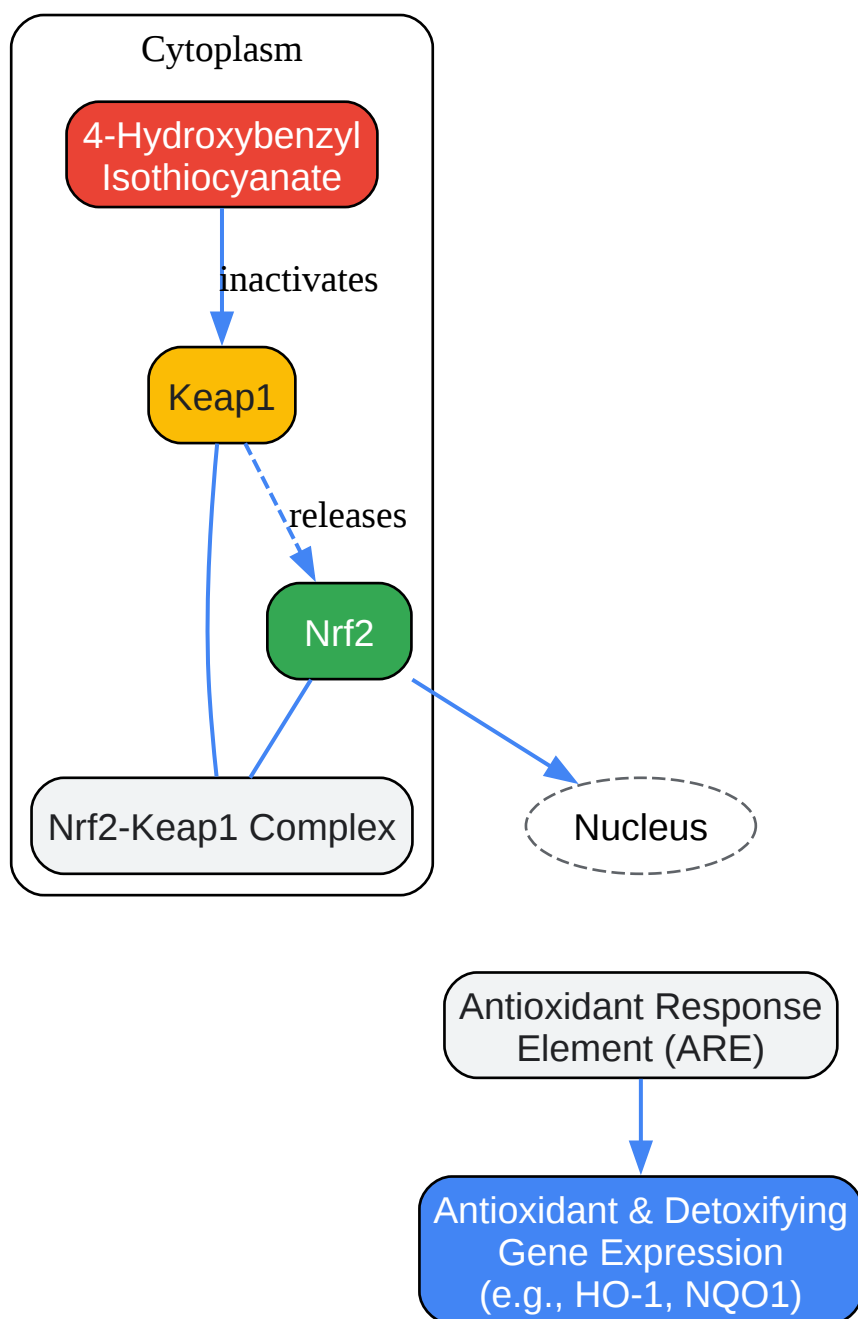 Cytoplasm
4-Hydroxybenzyl
Isothiocyanate
inactivates
Keap1
releases
Nrf2
Nrf2-Keap1 Complex
Nucleus
Antioxidant Response
Element (ARE)
Antioxidant & Detoxifying
Gene Expression
(e.g., HO-1, NQO1)